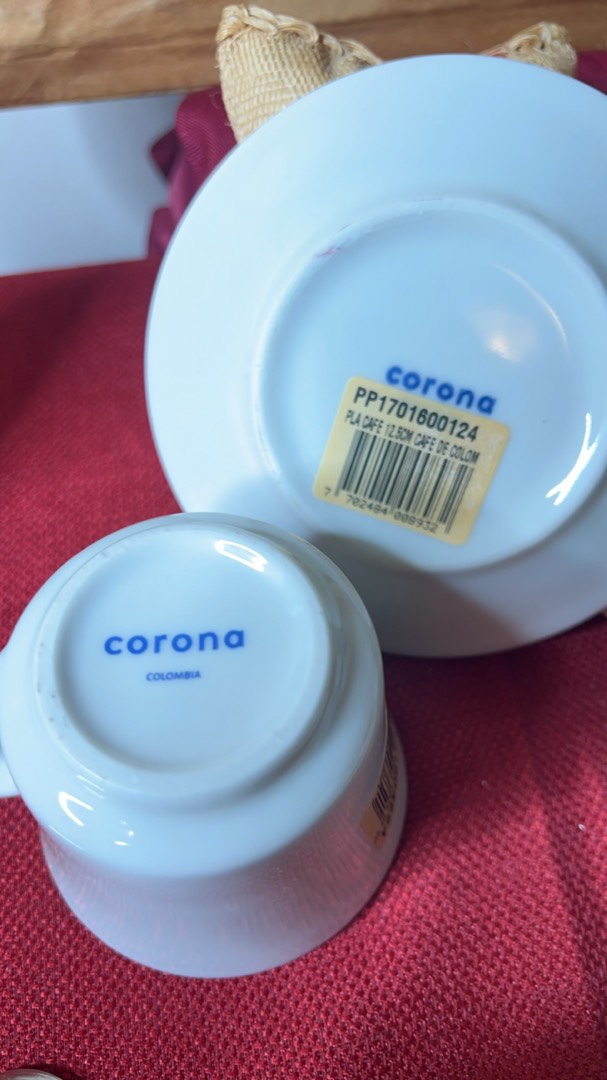 corona
PP1701600124
PLA CAFE 12.5CM CAFE DE COLOM
7 702484 008932
corona
COLOMBIA